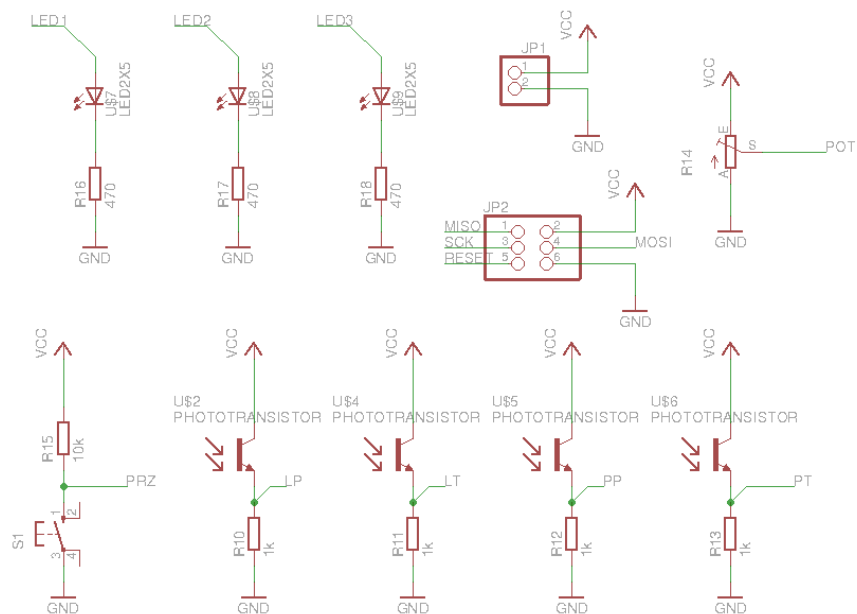 LED1
LED2
LED3
U$7
LED2X5
U$8
LED2X5
U$9
LED2X5
R16
470
R17
470
R18
470
GND
GND
GND
JP1
VCC
1
2
GND
VCC
R14
E
S
A
POT
GND
JP2
VCC
MISO
1
2
SCK
3
4
MOSI
RESET
5
6
GND
VCC
R15
10k
PRZ
S1
1
2
3
4
GND
VCC
U$2
PHOTOTRANSISTOR
LP
R10
1k
GND
VCC
U$4
PHOTOTRANSISTOR
LT
R11
1k
GND
VCC
U$5
PHOTOTRANSISTOR
PP
R12
1k
GND
VCC
U$6
PHOTOTRANSISTOR
PT
R13
1k
GND